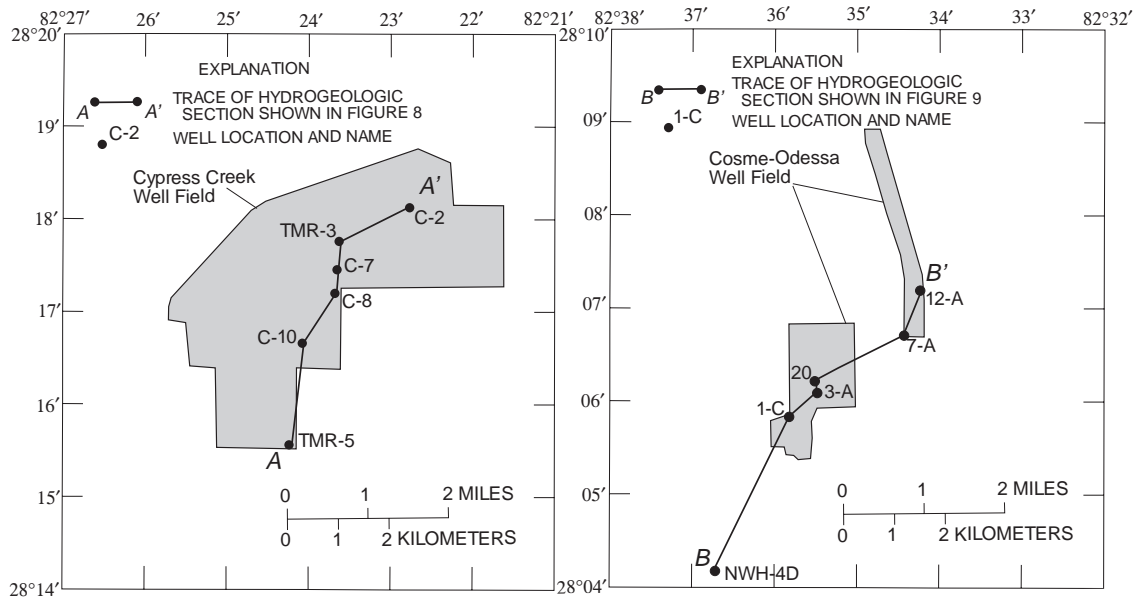 82°27′ 26′ 25′ 24′ 23′ 22′ 82°21′
28°20′
EXPLANATION
A A′ TRACE OF HYDROGEOLOGIC
SECTION SHOWN IN FIGURE 8
C-2 WELL LOCATION AND NAME
19′
Cypress Creek
Well Field
A′
18′
C-2
TMR-3
C-7
C-8
17′
C-10
16′
TMR-5
A
15′
0 1 2 MILES
0 1 2 KILOMETERS
28°14′
82°38′ 36′ 35′ 34′ 33′ 82°32′
28°10′
EXPLANATION
B B′ TRACE OF HYDROGEOLOGIC
SECTION SHOWN IN FIGURE 9
1-C WELL LOCATION AND NAME
09′
Cosme-Odessa
Well Field
08′
B′
07′
12-A
7-A
20
06′
3-A
1-C
05′
0 1 2 MILES
0 1 2 KILOMETERS
B
NWH-4D
28°04′